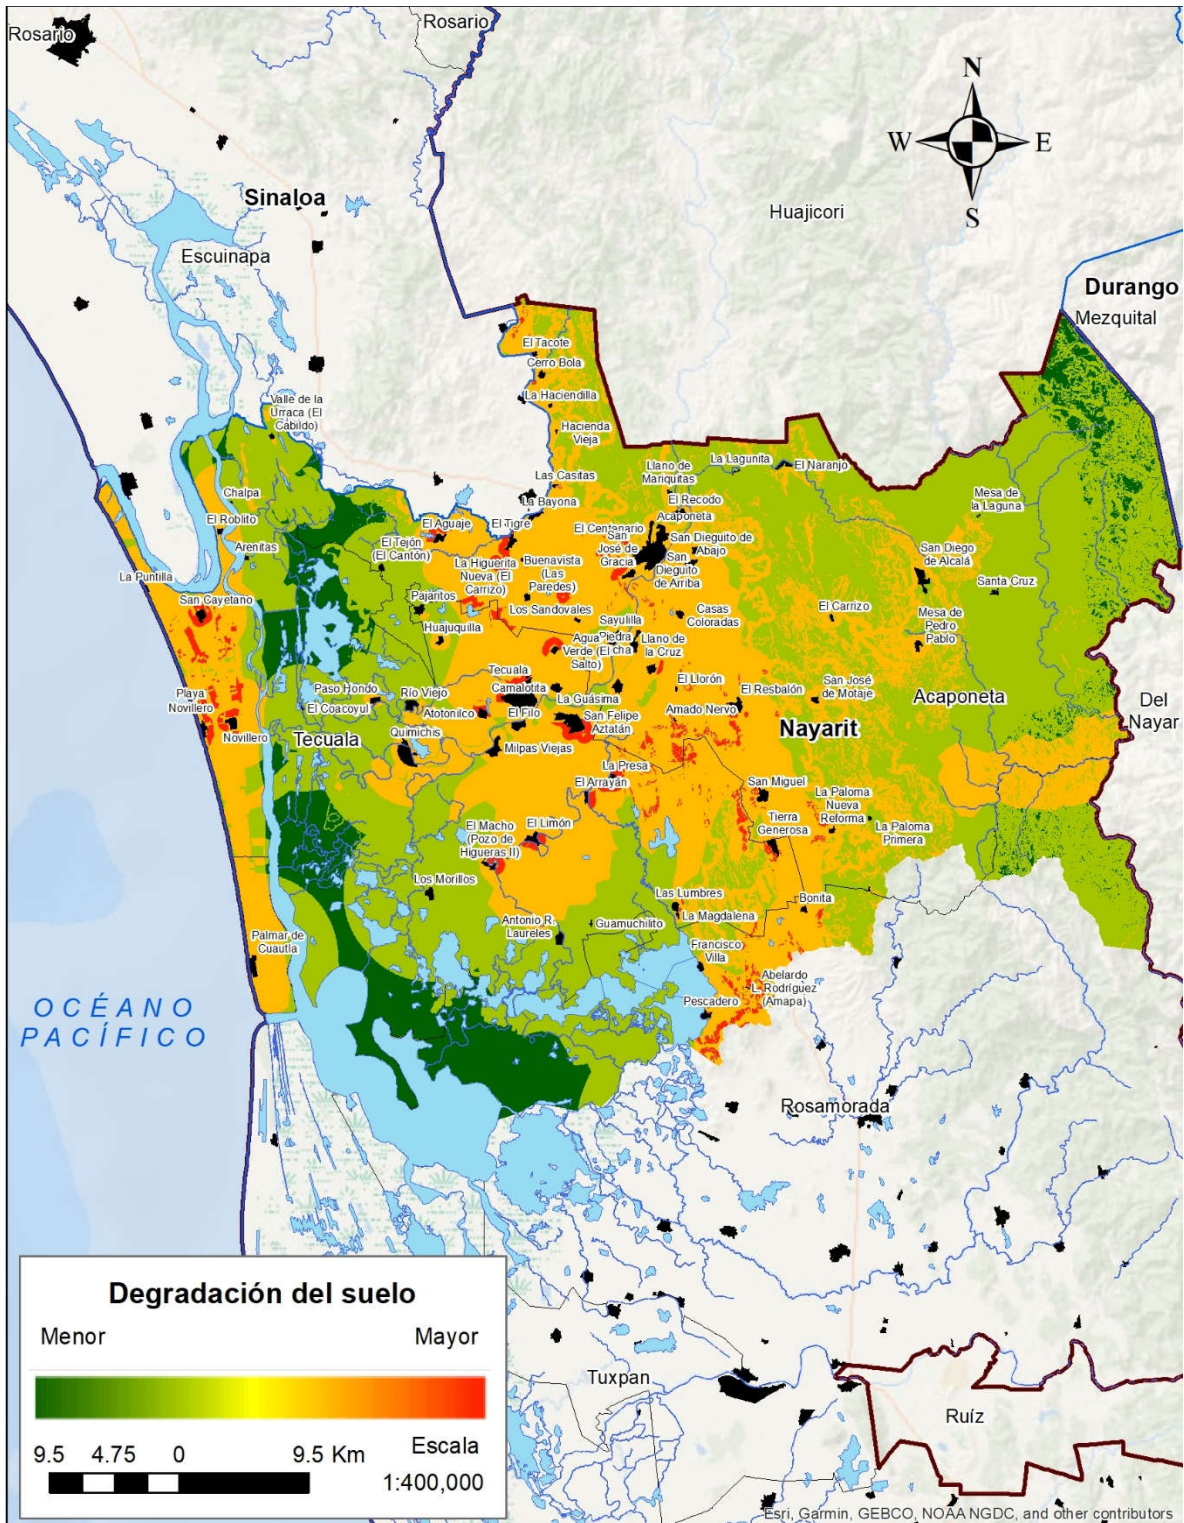 Rosario
Rosario
N
W
E
S
Sinaloa
Huajicori
Escuinapa
Durango
Mezquital
El Tacote
Cerro Bola
La Haciendilla
Valle de la
Urraca (El
Cabildo)
Hacienda
Vieja
La Lagunita
El Naranjo
Llano de
Mariquitas
Las Casitas
Chalpa
La Bayona
El Recodo
Mesa de
la Laguna
El Roblito
El Aguaje
El Tigre
El Centenario
Acaponeta
San
José de
Gracia
San Dieguito de
Abajo
Arenitas
El Tejón
(El Cantón)
San
Dieguito
de Arriba
San Diego
de Alcalá
La Higuerita
Nueva (El
Carrizo)
Buenavista
(Las
Paredes)
La Puntilla
Santa Cruz
San Cayetano
Pajaritos
Los Sandovales
Casas
Coloradas
El Carrizo
Sayulilla
Mesa de
Pedro
Pablo
Huajuquilla
Agua
Verde (El
Salto)
Piedra
cha
Llano de
la Cruz
Tecuala
El Llorón
San José
de Motaje
Playa
Novillero
Paso Hondo
Río Viejo
Camalotita
La Guásima
El Resbalón
Acaponeta
Del
Nayar
El Coacoyul
Atotonilco
El Filo
San Felipe
Aztatán
Amado Nervo
Nayarit
Novillero
Tecuala
Quimichis
Milpas Viejas
La Presa
El Arrayán
San Miguel
La Paloma
Nueva
Reforma
Tierra
Generosa
La Paloma
Primera
El Macho
(Pozo de
Higueras II)
El Limón
Los Morillos
Las Lumbres
Bonita
La Magdalena
Antonio R.
Laureles
Guamuchilito
Palmar de
Cuautla
Francisco
Villa
Abelardo
L. Rodríguez
(Amapa)
Pescadero
OCÉANO
PACÍFICO
Rosamorada
Degradación del suelo
Menor
Mayor
9.5 4.75 0 9.5 Km
Escala
1:400,000
Tuxpan
Ruíz
Esri, Garmin, GEBCO, NOAA NGDC, and other contributors